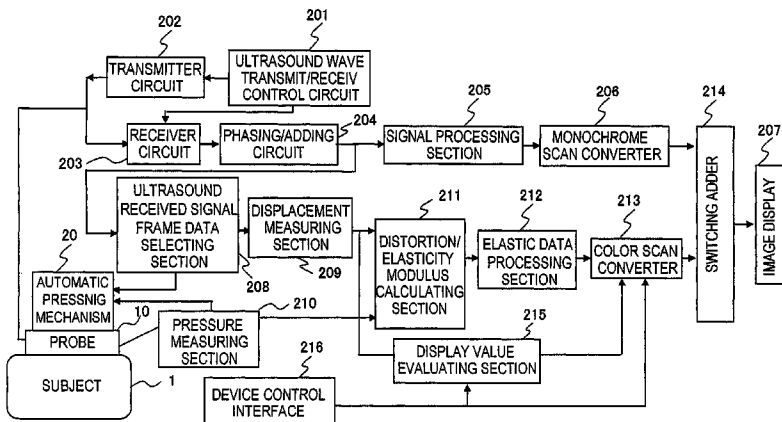 201
202
TRANSMITTER
CIRCUIT
ULTRASOUND WAVE
TRANSMIT/RECEIV
CONTROL CIRCUIT
205
206
214
207
RECEIVER
CIRCUIT
203
PHASING/ADDING
CIRCUIT
204
SIGNAL PROCESSING
SECTION
MONOCHROME
SCAN CONVERTER
SWITCHNG ADDER
IMAGE DISPLAY
ULTRASOUND
RECEIVED SIGNAL
FRAME DATA
SELECTING
SECTION
208
DISPLACEMENT
MEASURING
SECTION
209
211
DISTORTION/
ELASTICITY
MODULUS
CALCULATING
SECTION
212
ELASTIC DATA
PROCESSING
SECTION
213
COLOR SCAN
CONVERTER
20
AUTOMATIC
PRESSNIG
MECHANISM
10
PROBE
SUBJECT
1
210
PRESSURE
MEASURING
SECTION
215
DISPLAY VALUE
EVALUATING SECTION
216
DEVICE CONTROL
INTERFACE